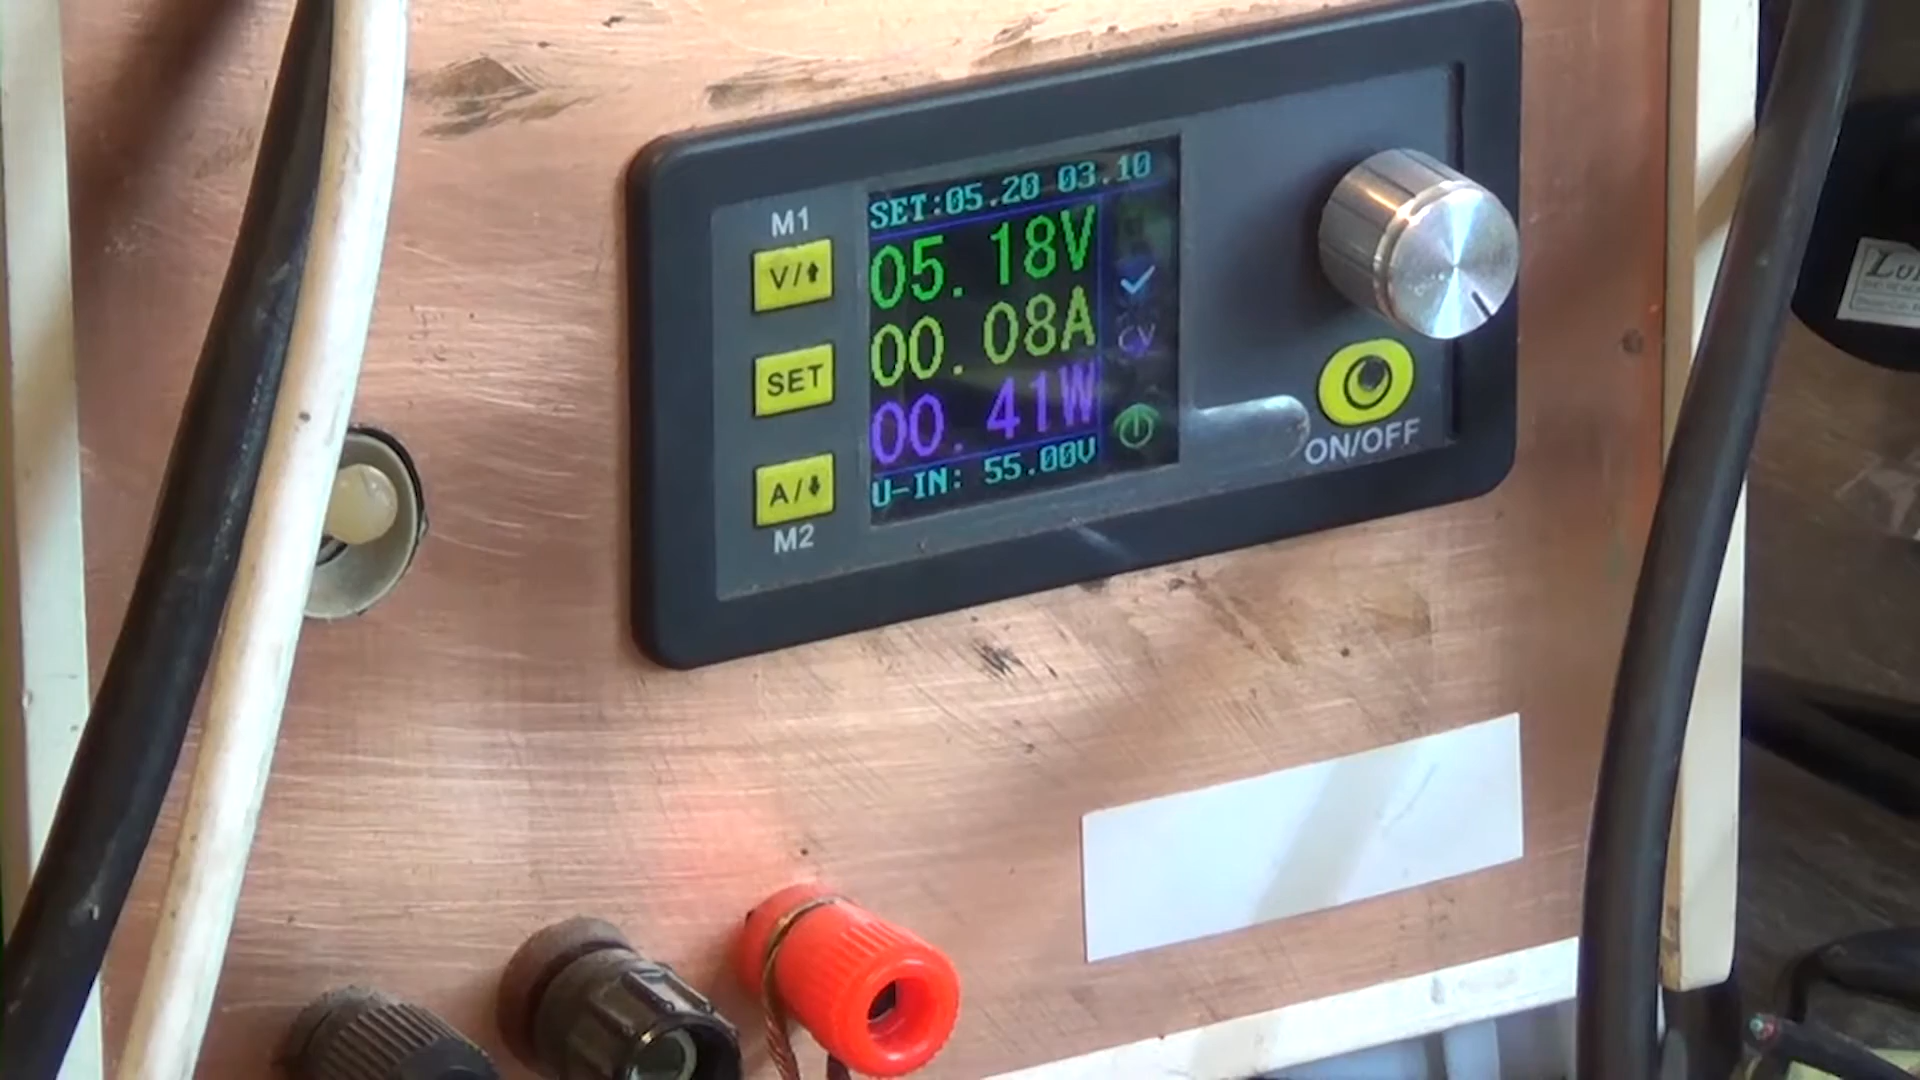 M1
V/⬆
SET
A/⬇
M2
SET:05.20 03.10
05.18V
00.08A
00.41W
U-IN: 55.00V
CV
ON/OFF